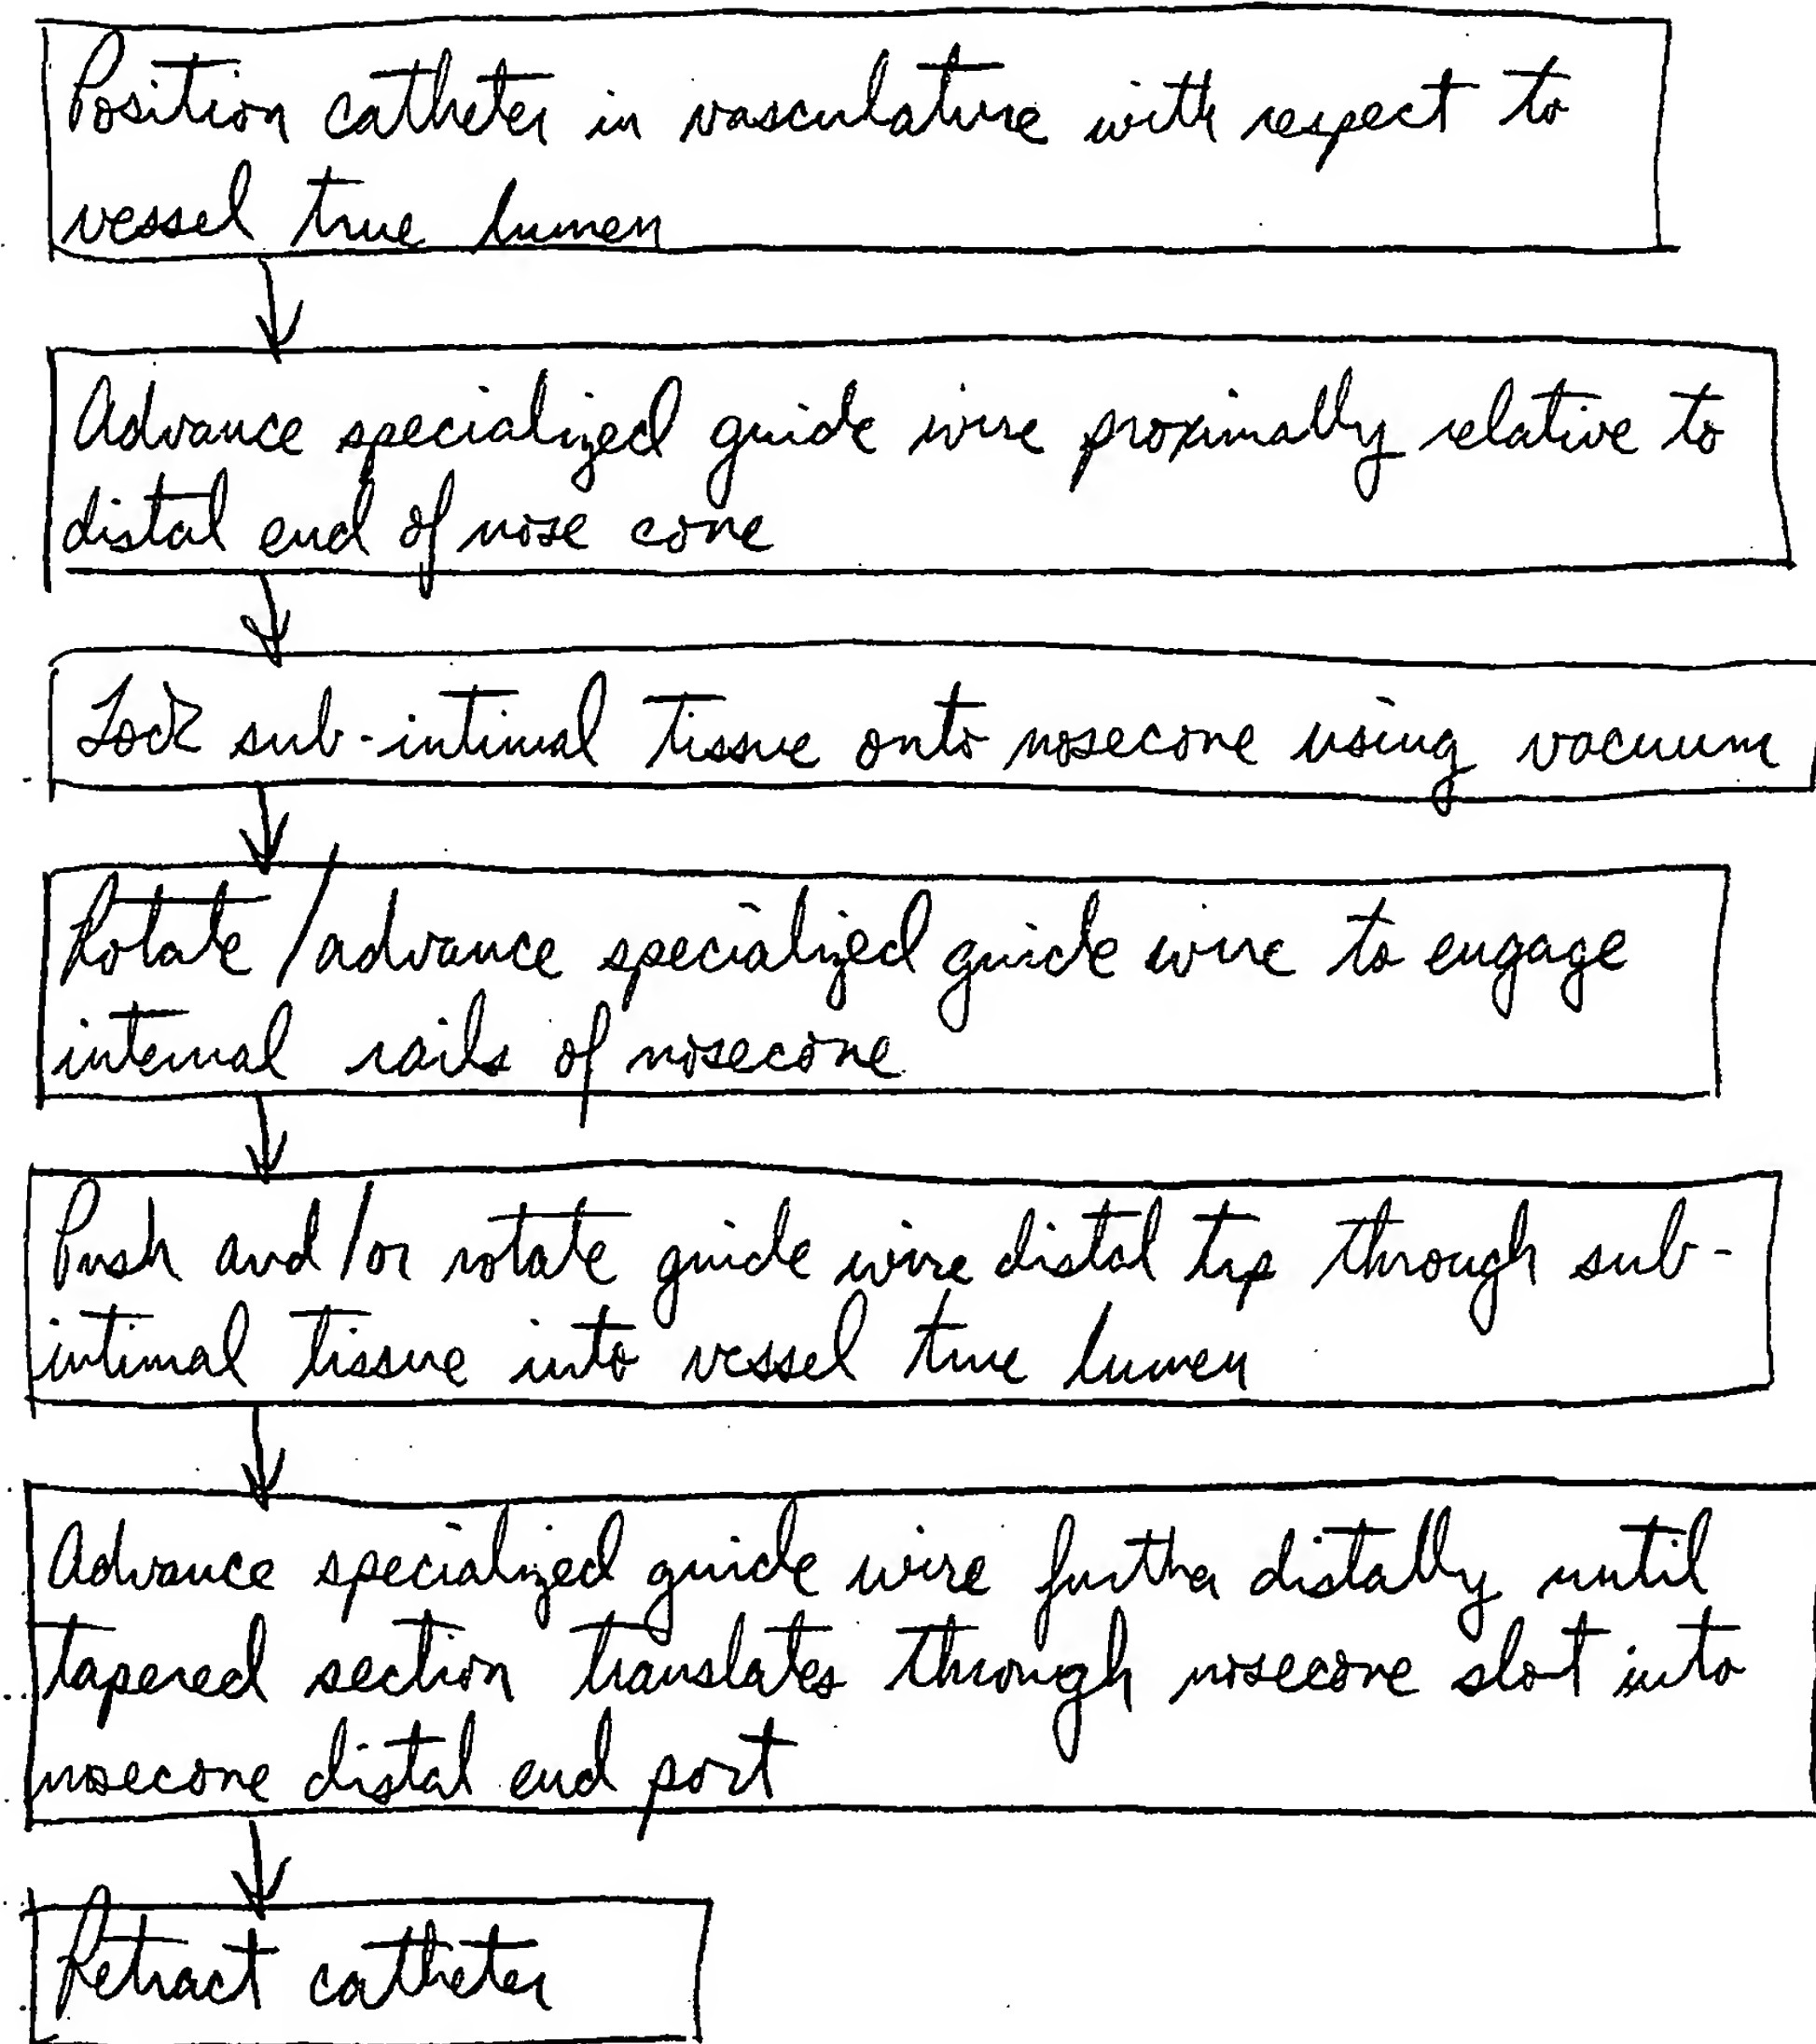 Position catheter in vasculature with respect to
vessel true lumen
Advance specialized guide wire proximally relative to
distal end of nose cone
Lock sub-intimal tissue onto nosecone using vacuum
Rotate/advance specialized guide wire to engage
internal rails of nosecone
Push and/or rotate guide wire distal tip through sub-
intimal tissue into vessel true lumen
Advance specialized guide wire further distally until
tapered section translates through nosecone slot into
nosecone distal end port
Retract catheter